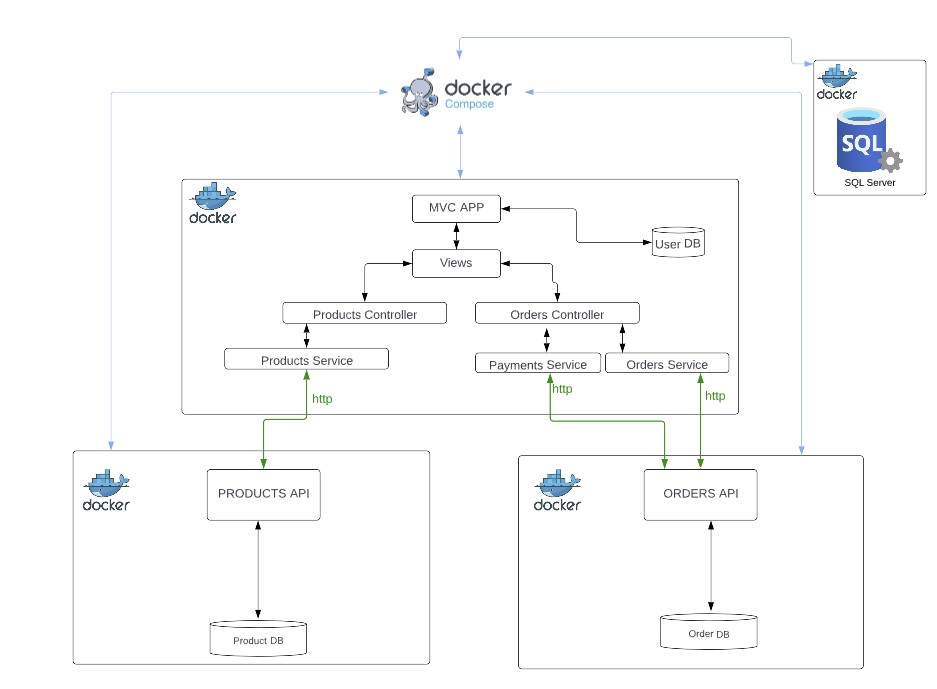 docker
Compose
docker
SQL
SQL Server
docker
MVC APP
User DB
Views
Products Controller
Orders Controller
Products Service
Payments Service
Orders Service
http
http
http
docker
PRODUCTS API
Product DB
docker
ORDERS API
Order DB